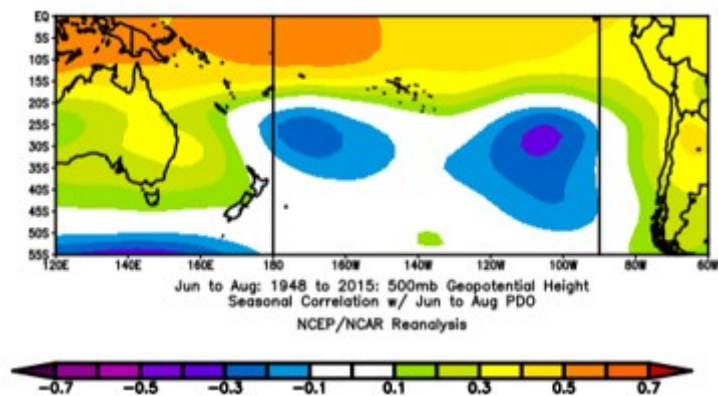 EQ
5S
10S
15S
20S
25S
30S
35S
40S
45S
50S
55S
120E 140E 160E 180 160W 140W 120W 100W 80W 60W
Jun to Aug: 1948 to 2015: 500mb Geopotential Height
Seasonal Correlation w/ Jun to Aug PDO
NCEP/NCAR Reanalysis
-0.7 -0.5 -0.3 -0.1 0.1 0.3 0.5 0.7